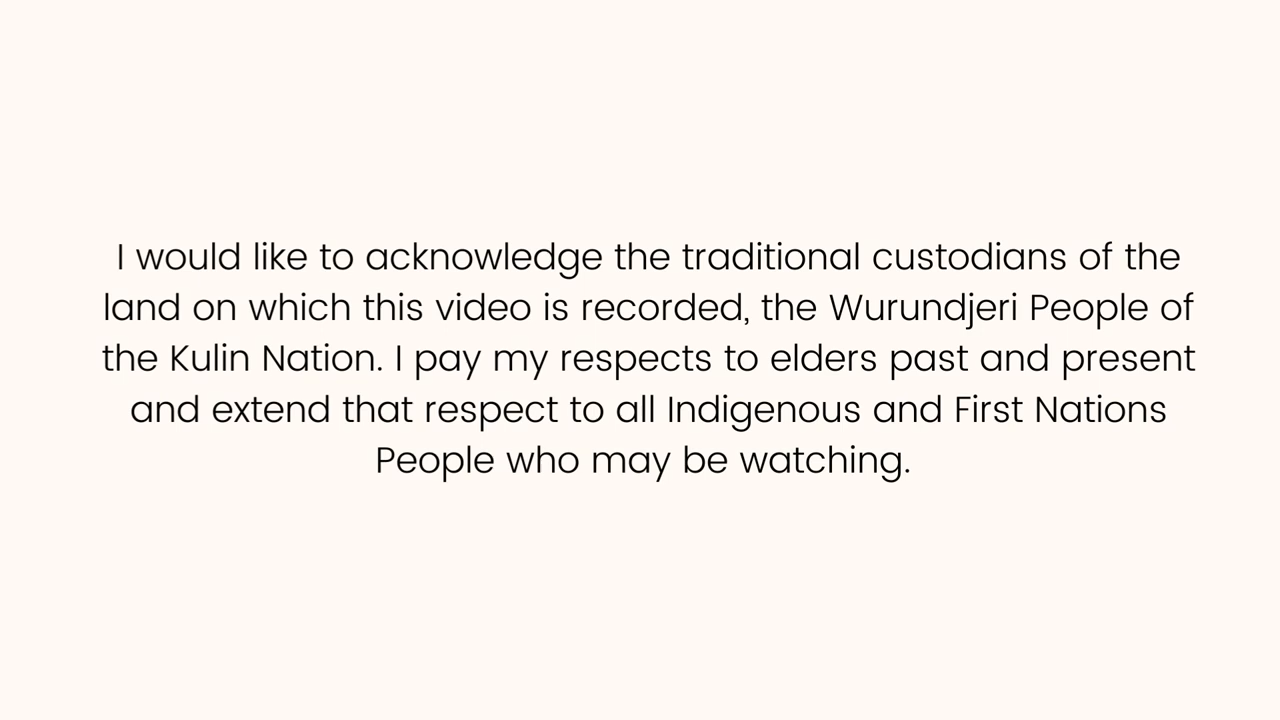 I would like to acknowledge the traditional custodians of the
land on which this video is recorded, the Wurundjeri People of
the Kulin Nation. I pay my respects to elders past and present
and extend that respect to all Indigenous and First Nations
People who may be watching.